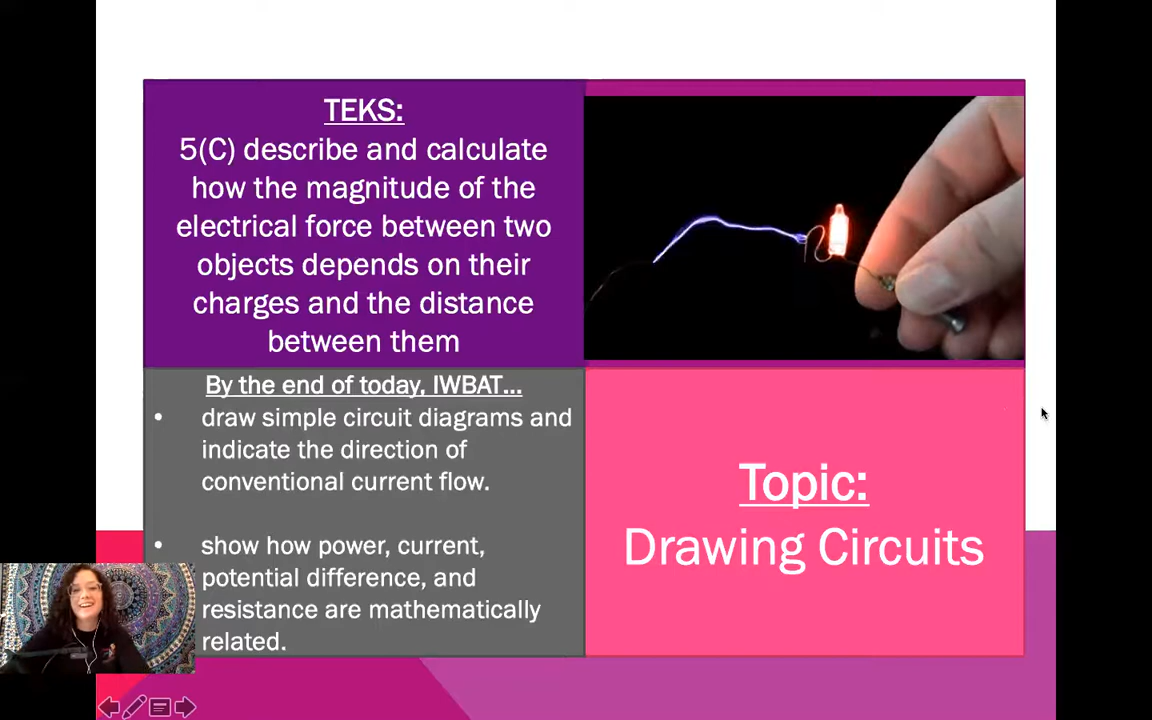 TEKS:
5(C) describe and calculate
how the magnitude of the
electrical force between two
objects depends on their
charges and the distance
between them
By the end of today, IWBAT...
• draw simple circuit diagrams and
indicate the direction of
conventional current flow.
• show how power, current,
potential difference, and
resistance are mathematically
related.
Topic:
Drawing Circuits